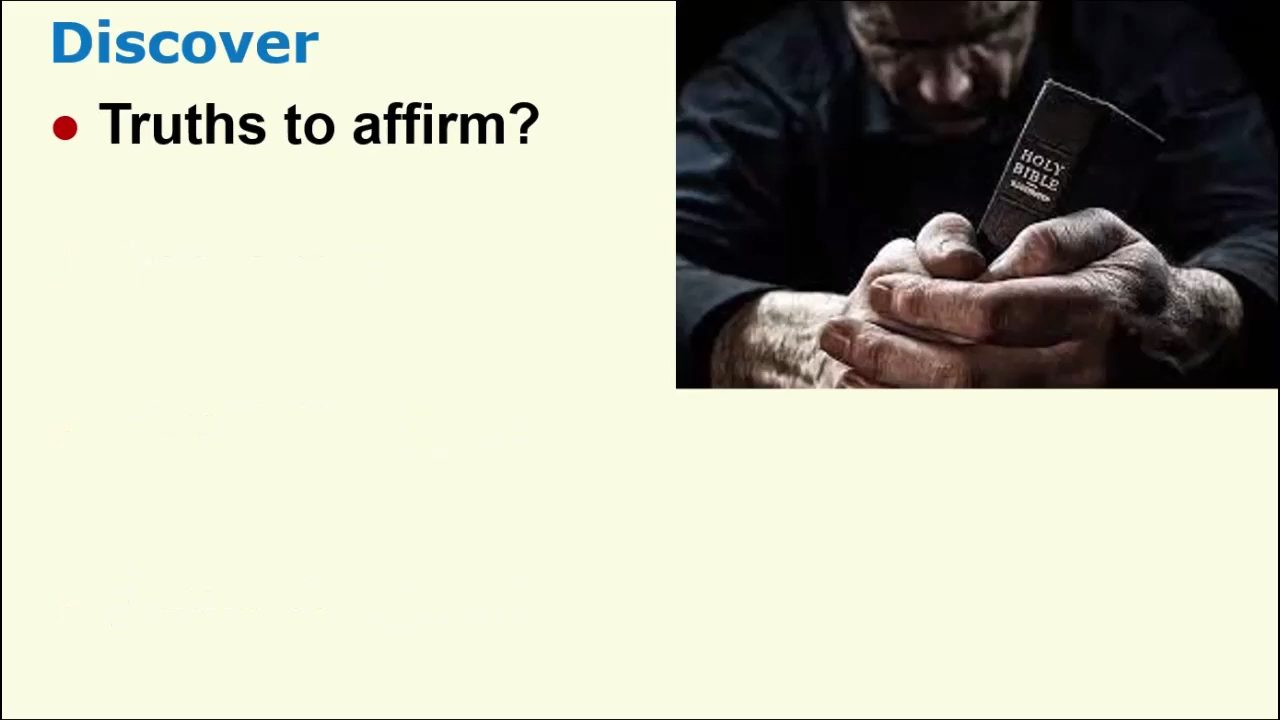 Discover
• Truths to affirm?
HOLY
BIBLE